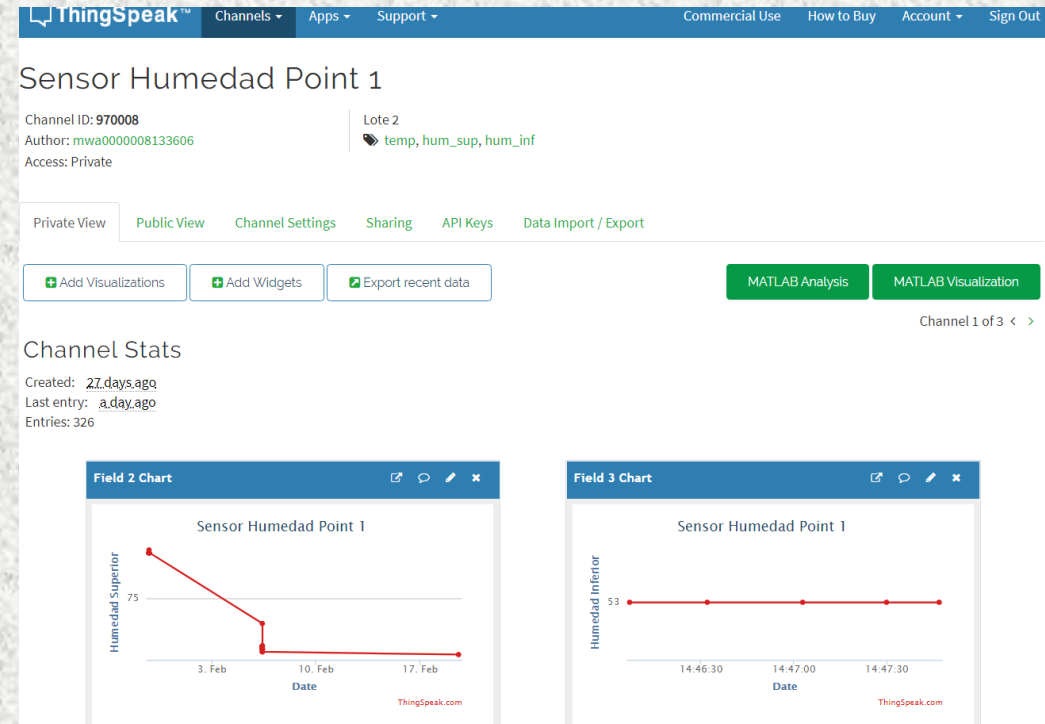 ThingSpeak™ Channels Apps Support Commercial Use How to Buy Account Sign Out
Sensor Humedad Point 1
Channel ID: 970008
Author: mwa0000008133606
Access: Private
Lote 2
temp, hum_sup, hum_inf
Private View Public View Channel Settings Sharing API Keys Data Import / Export
Add Visualizations Add Widgets Export recent data MATLAB Analysis MATLAB Visualization
Channel 1 of 3 < >
Channel Stats
Created: 27 days ago
Last entry: a day ago
Entries: 326
Field 2 Chart
Sensor Humedad Point 1
Humedad Superior
75
3. Feb 10. Feb 17. Feb
Date
ThingSpeak.com
Field 3 Chart
Sensor Humedad Point 1
Humedad Inferior
53
14:46:30 14:47:00 14:47:30
Date
ThingSpeak.com